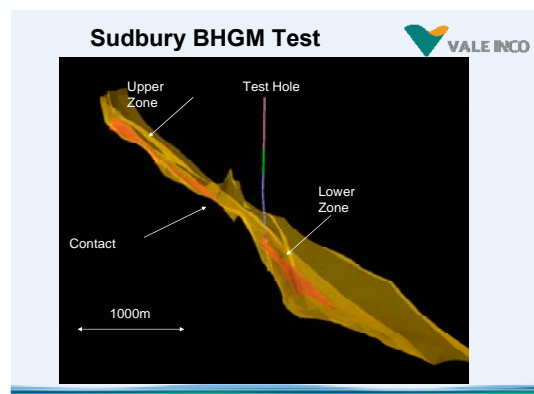 Sudbury BHGM Test
VALE INCO
Upper
Zone
Test Hole
Lower
Zone
Contact
1000m